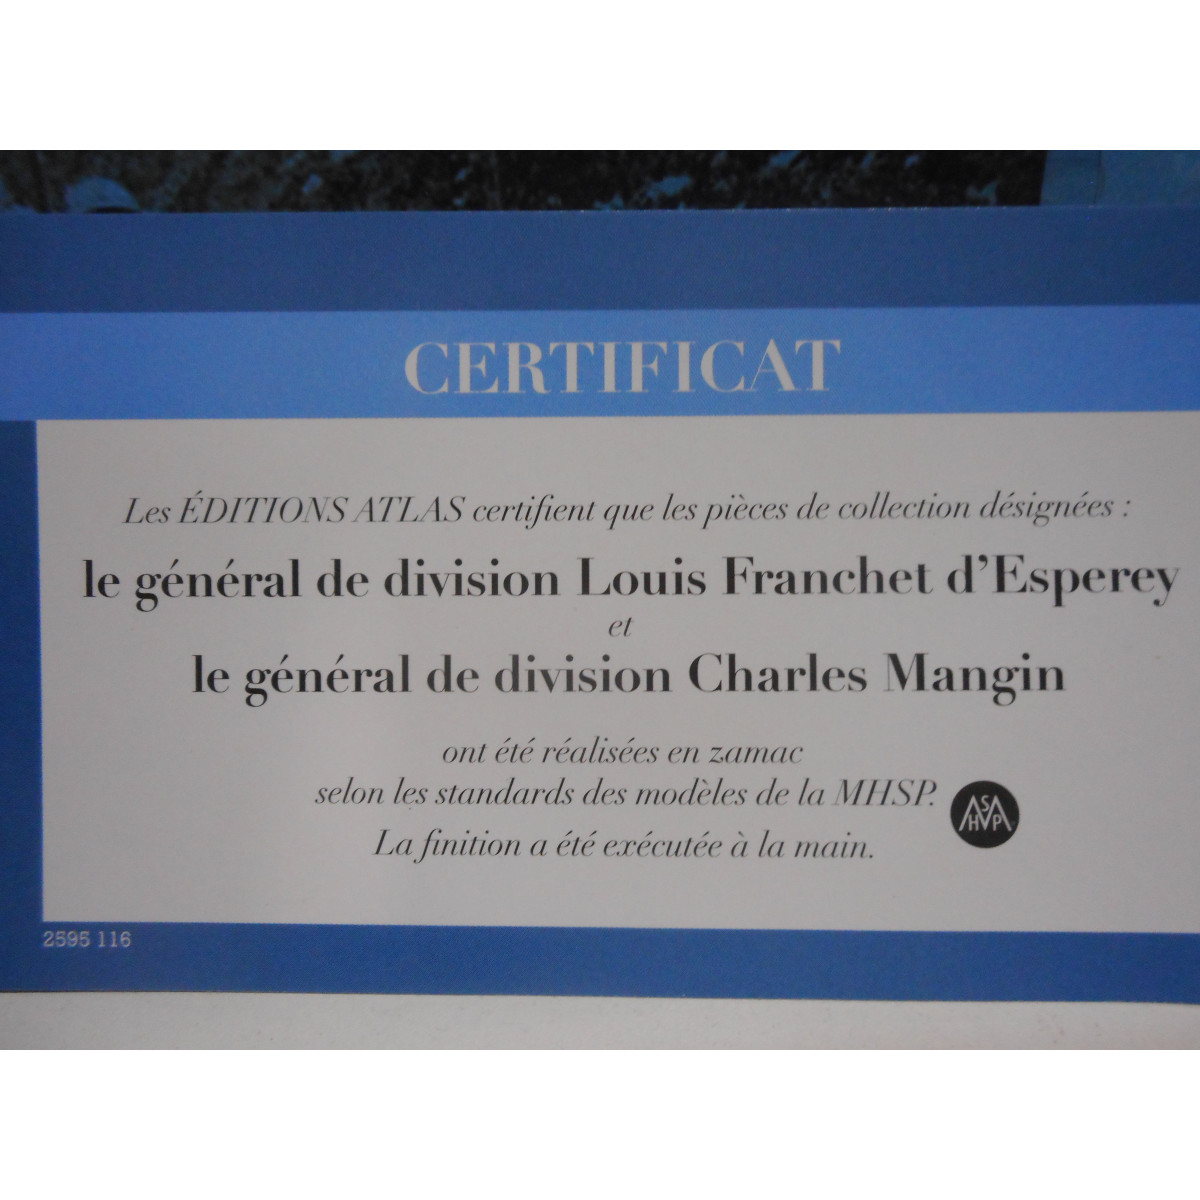 CERTIFICAT
Les ÉDITIONS ATLAS certifient que les pièces de collection désignées :
le général de division Louis Franchet d'Esperey
et
le général de division Charles Mangin
ont été réalisées en zamac
selon les standards des modèles de la MHSP.
La finition a été exécutée à la main.
2595 116